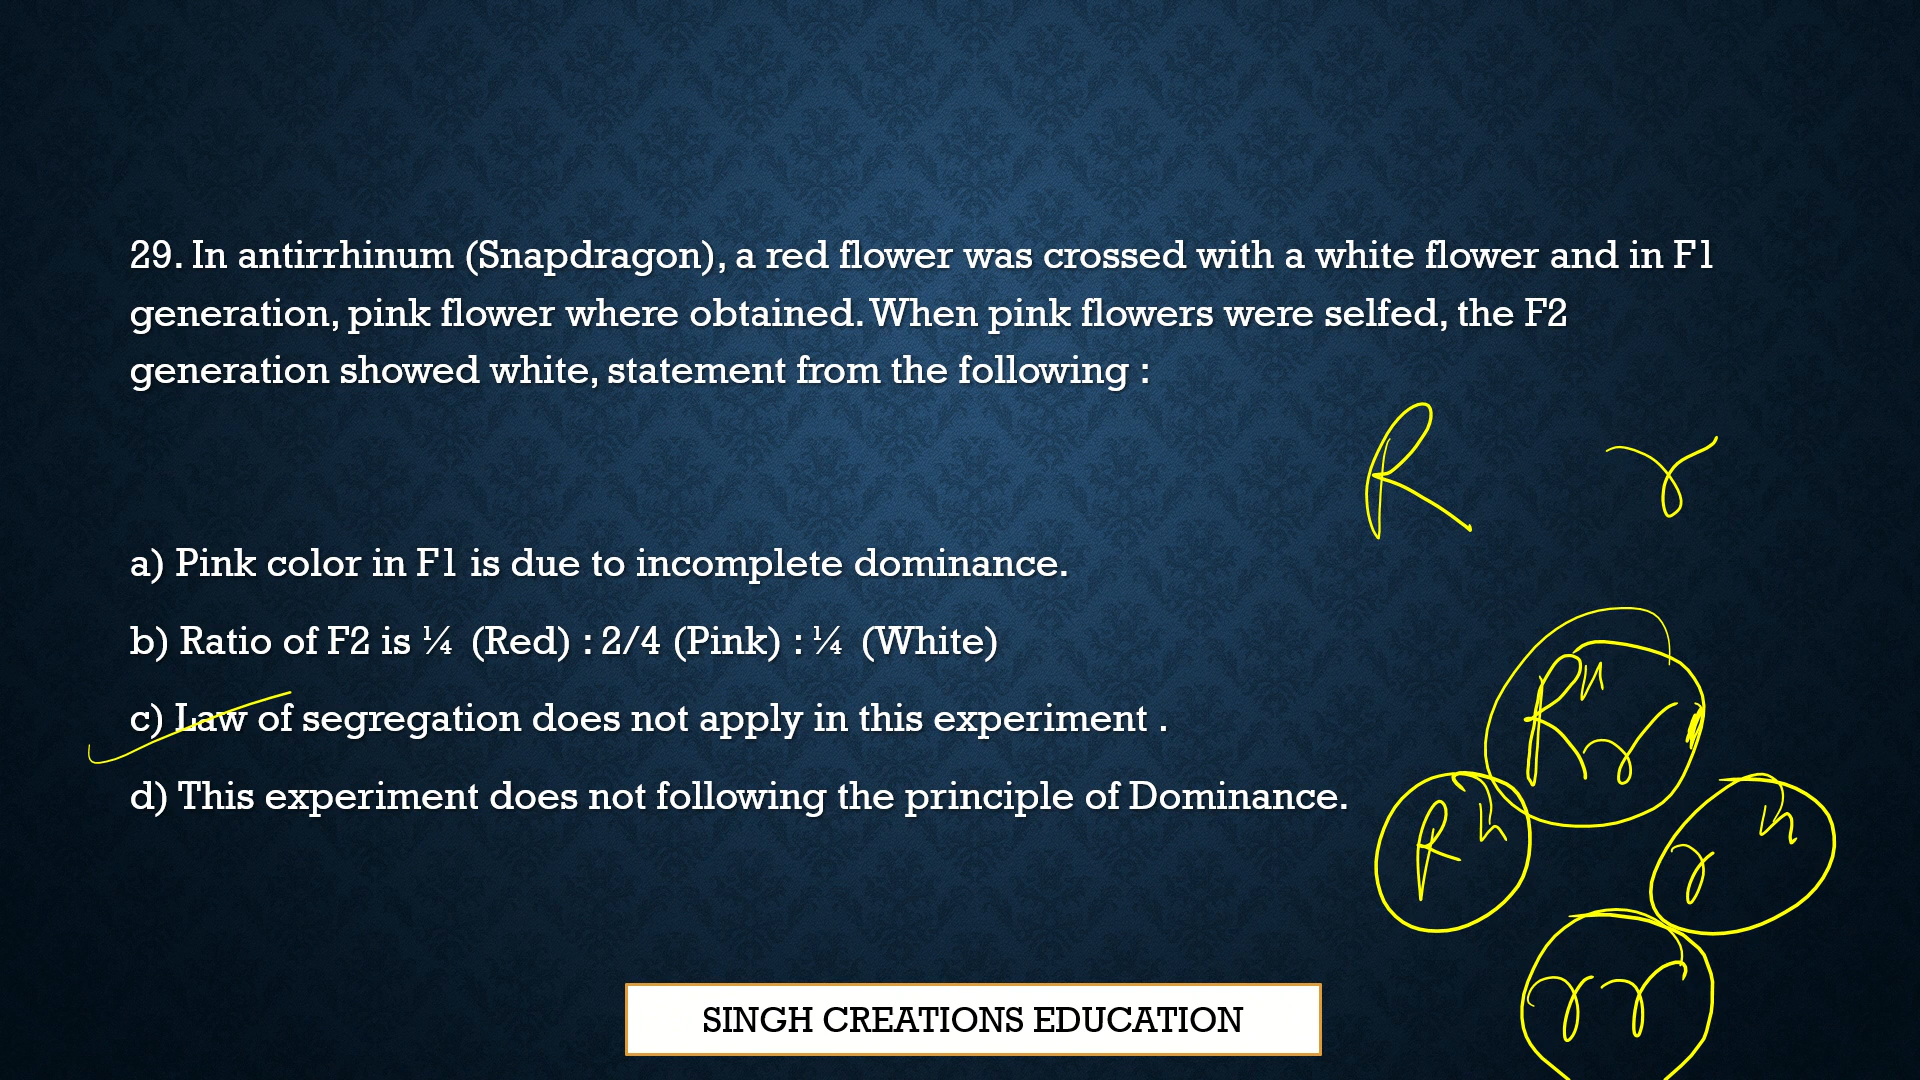 29. In antirrhinum (Snapdragon), a red flower was crossed with a white flower and in F1
generation, pink flower where obtained. When pink flowers were selfed, the F2
generation showed white, statement from the following :
R r
a) Pink color in F1 is due to incomplete dominance.
b) Ratio of F2 is ¼ (Red) : 2/4 (Pink) : ¼ (White)
c) Law of segregation does not apply in this experiment .
d) This experiment does not following the principle of Dominance.
rr
SINGH CREATIONS EDUCATION